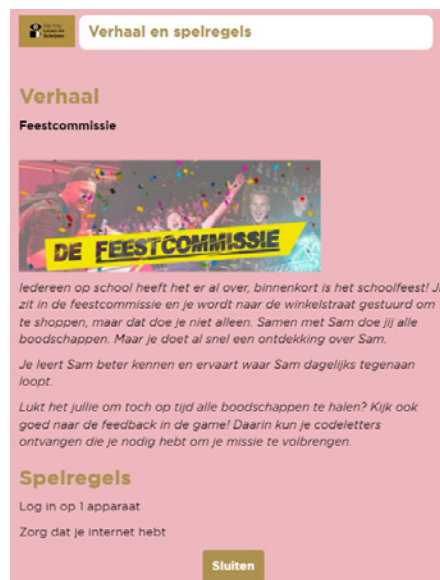 Verhaal en spelregels
Verhaal
Feestcommissie
DE FEESTCOMMISSIE
Iedereen op school heeft het er al over, binnenkort is het schoolfeest!
zit in de feestcommissie en je wordt naar de winkelstraat gestuurd om
te shoppen, maar dat doe je niet alleen. Samen met Sam doe jij alle
boodschappen. Maar je doet al snel een ontdekking over Sam.
Je leert Sam beter kennen en ervaart waar Sam dagelijks tegenaan
loopt.
Lukt het jullie om toch op tijd alle boodschappen te halen? Kijk ook
goed naar de feedback in de game! Daarin kun je codeletters
ontvangen die je nodig hebt om je missie te volbrengen.
Spelregels
Log in op 1 apparaat
Zorg dat je internet hebt
Sluiten